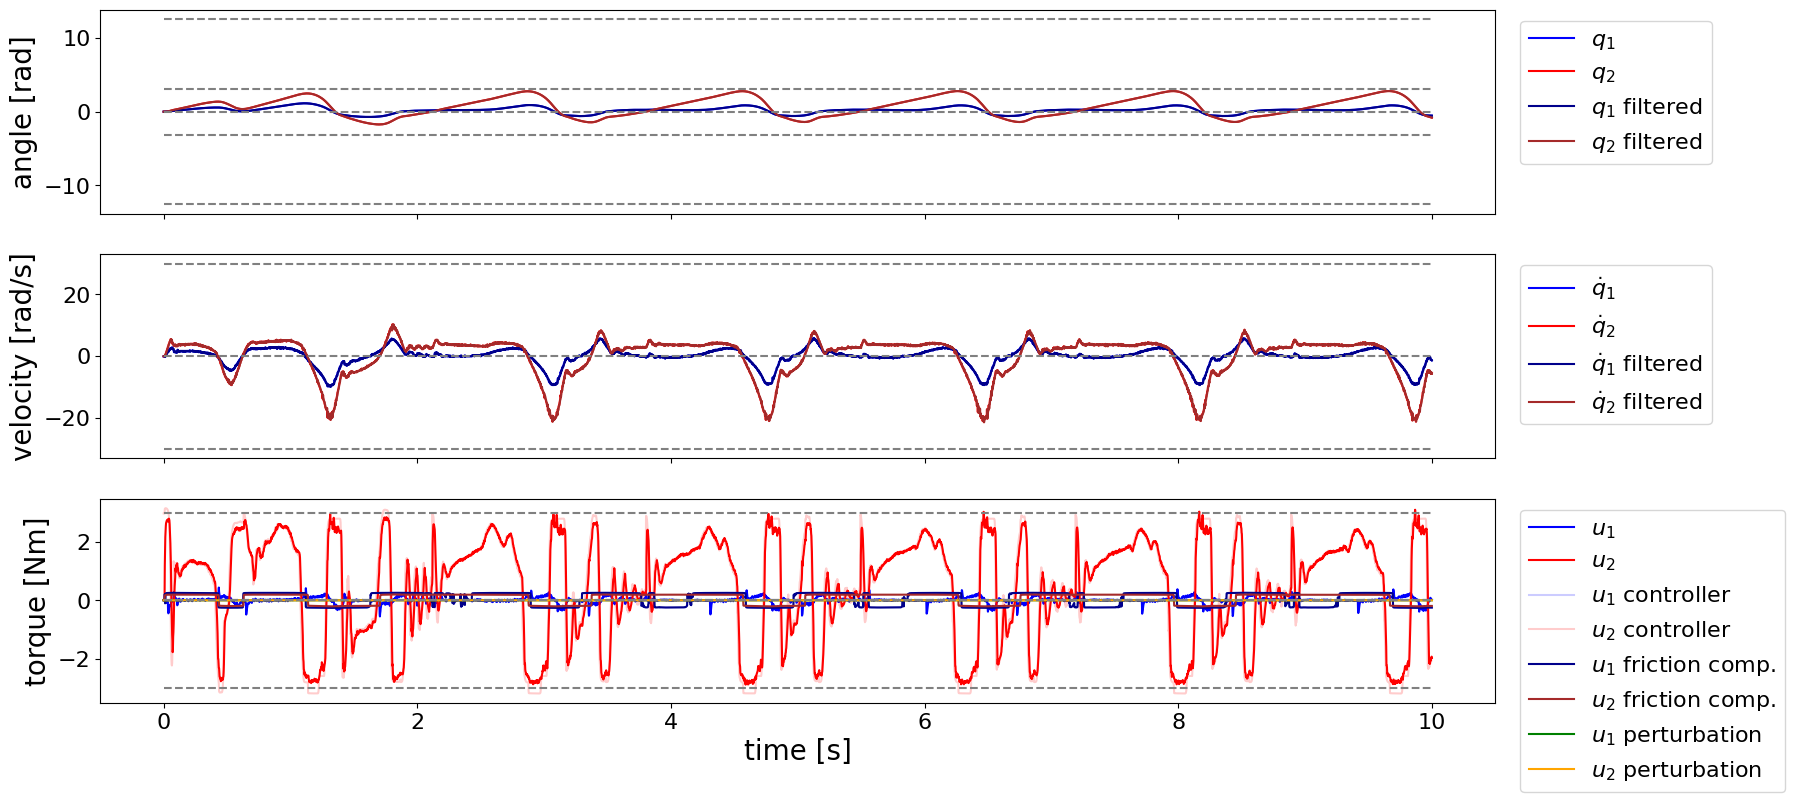 angle [rad]
10
0
−10
q₁
q₂
q₁ filtered
q₂ filtered
velocity [rad/s]
20
0
−20
q̇₁
q̇₂
q̇₁ filtered
q̇₂ filtered
torque [Nm]
2
0
−2
0 2 4 6 8 10
time [s]
u₁
u₂
u₁ controller
u₂ controller
u₁ friction comp.
u₂ friction comp.
u₁ perturbation
u₂ perturbation